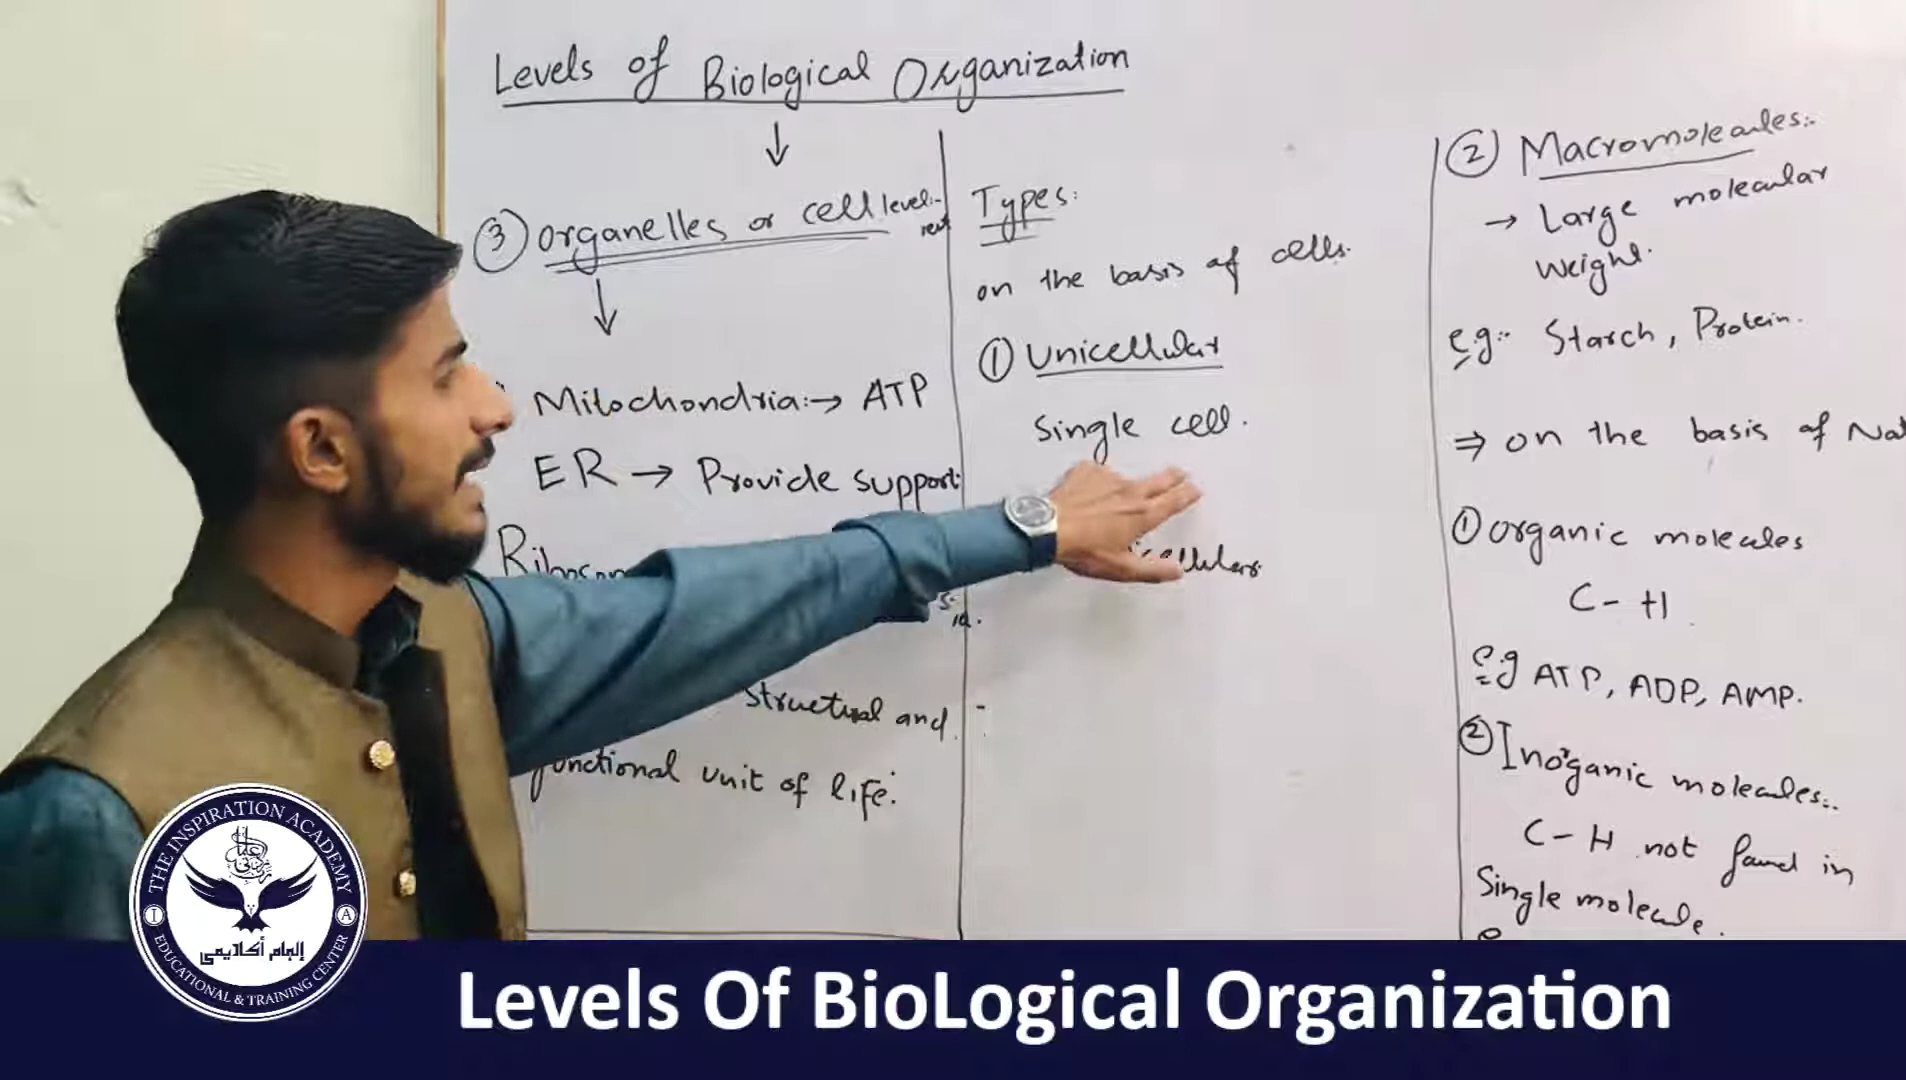 Levels of Biological Organization
③ Organelles or cell level:-
Mitochondria:→ ATP
ER → Provide support.
structural and
functional unit of life.
Types:
on the basis of cells.
① Unicellular
Single cell.
② Macromolecules:-
→ Large molecular
weight.
e.g:- Starch, Protein.
⇒ on the basis of
① organic molecules
C-H
e.g ATP, ADP, AMP.
② Inorganic molecules:-
C-H not found in
Single molecule.
THE INSPIRATION ACADEMY
I A
إلهام أكاديمي
EDUCATIONAL & TRAINING CENTER
Levels Of BioLogical Organization